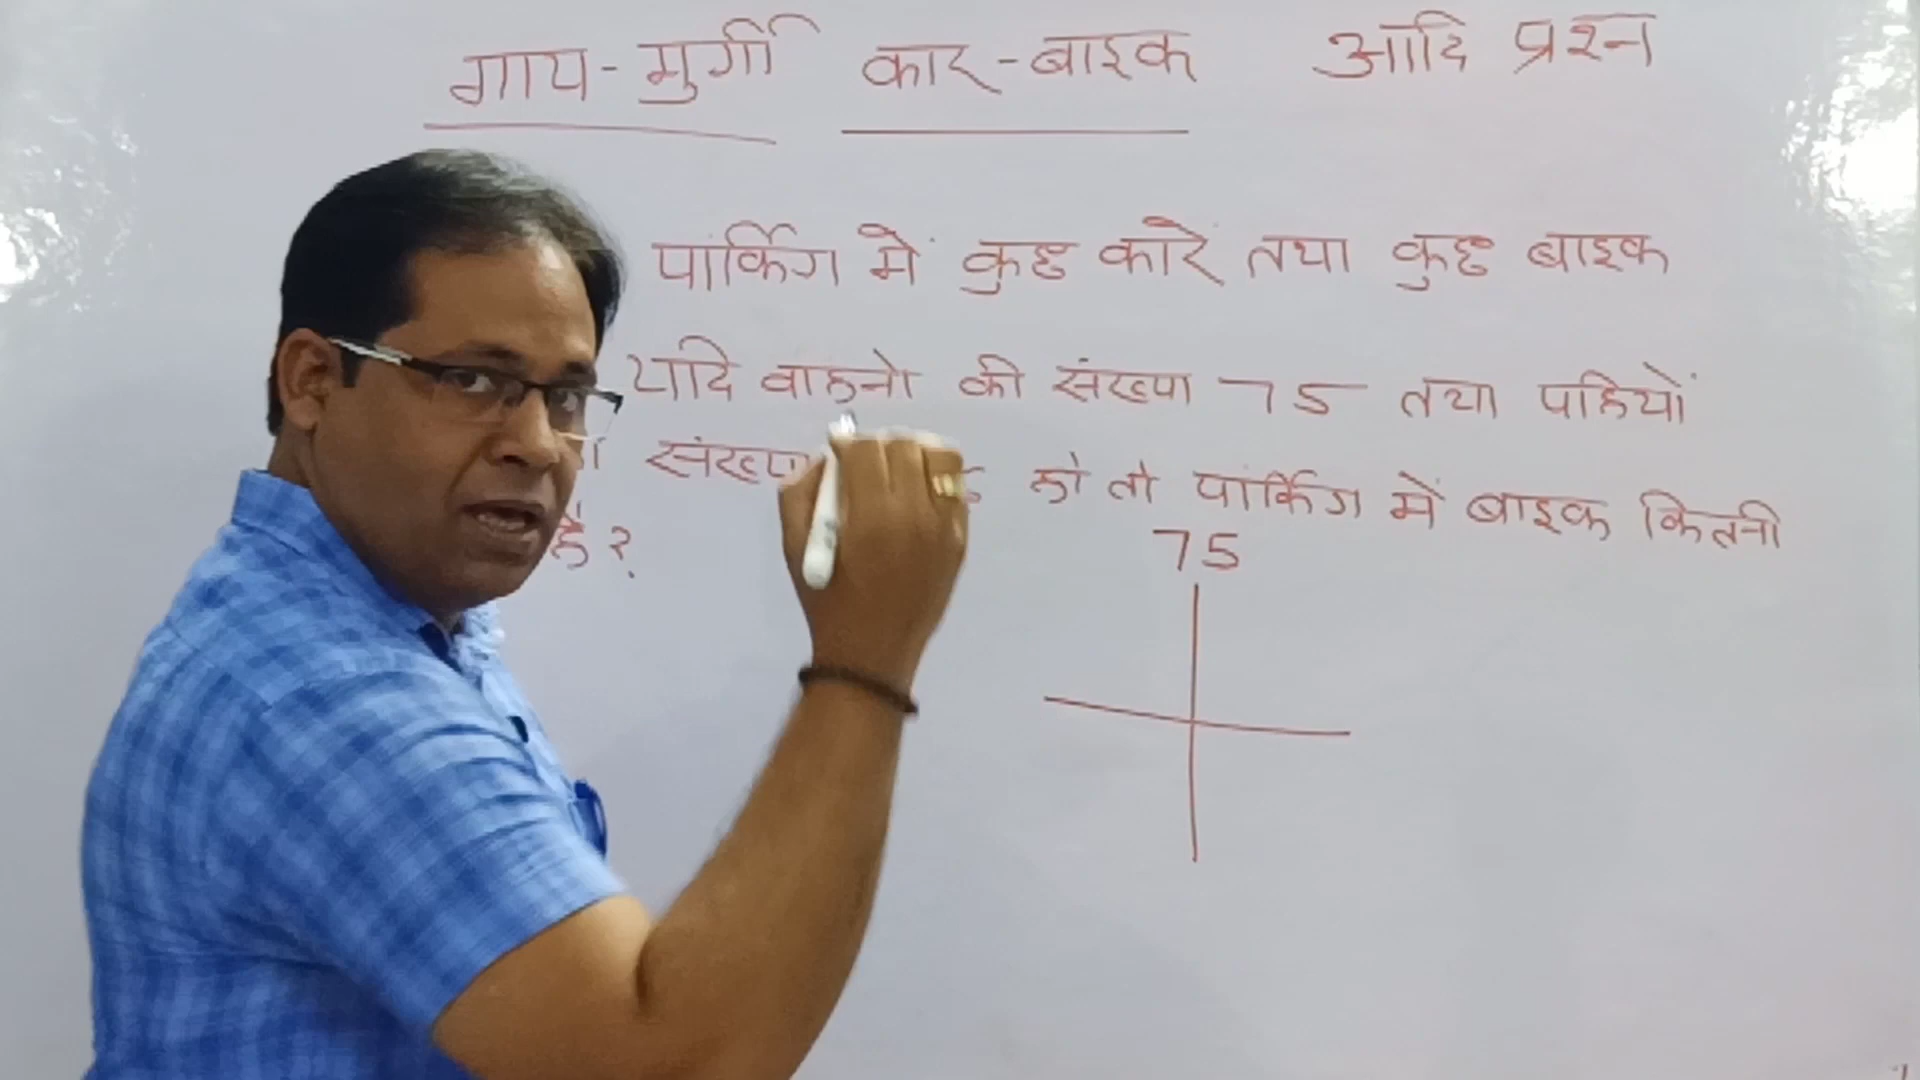 गाय-मुर्गी कार-बाइक आदि प्रश्न
पार्किंग में कुछ कारें तथा कुछ बाइक
यदि वाहनो की संख्या 75 तथा पहियों
संख्या हो तो पार्किंग में बाइक कितनी
है?
75